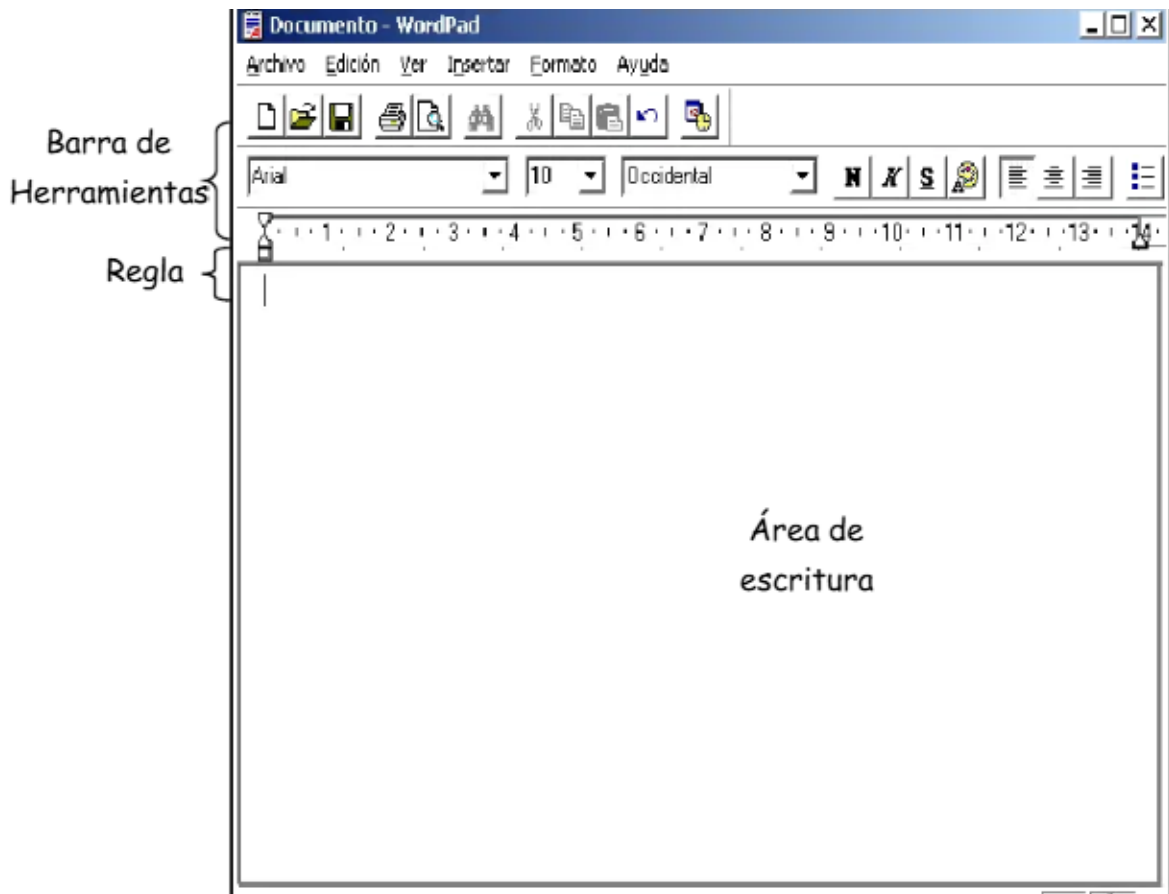 Documento - WordPad
Archivo Edición Ver Insertar Formato Ayuda
Barra de
Herramientas
Arial 10 Occidental N K S
1 2 3 4 5 6 7 8 9 10 11 12 13 14
Regla
Área de
escritura